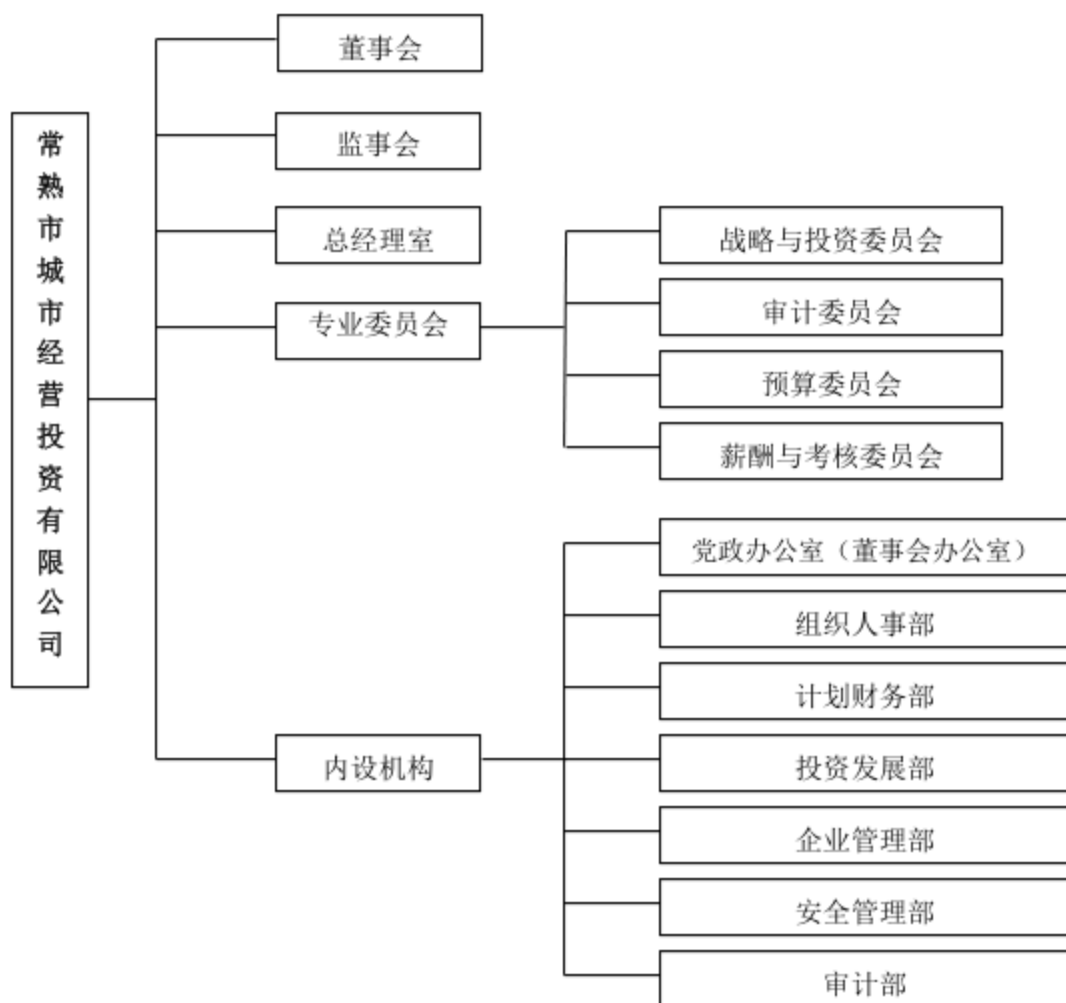 常熟市城市经营投资有限公司
董事会
监事会
总经理室
专业委员会
战略与投资委员会
审计委员会
预算委员会
薪酬与考核委员会
内设机构
党政办公室（董事会办公室）
组织人事部
计划财务部
投资发展部
企业管理部
安全管理部
审计部